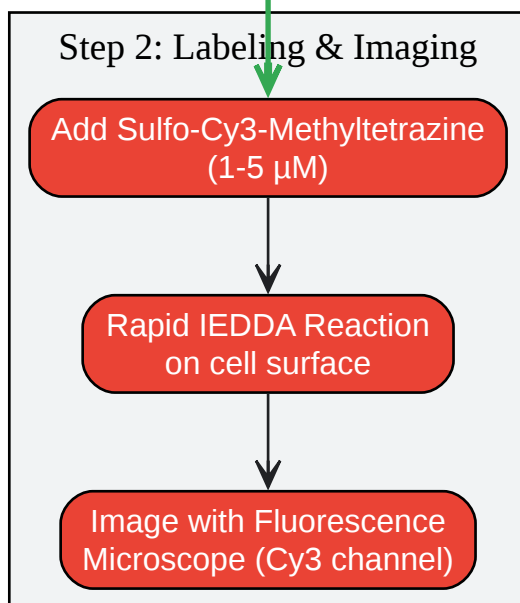 Step 2: Labeling & Imaging
Add Sulfo-Cy3-Methyltetrazine
(1-5 µM)
Rapid IEDDA Reaction
on cell surface
Image with Fluorescence
Microscope (Cy3 channel)